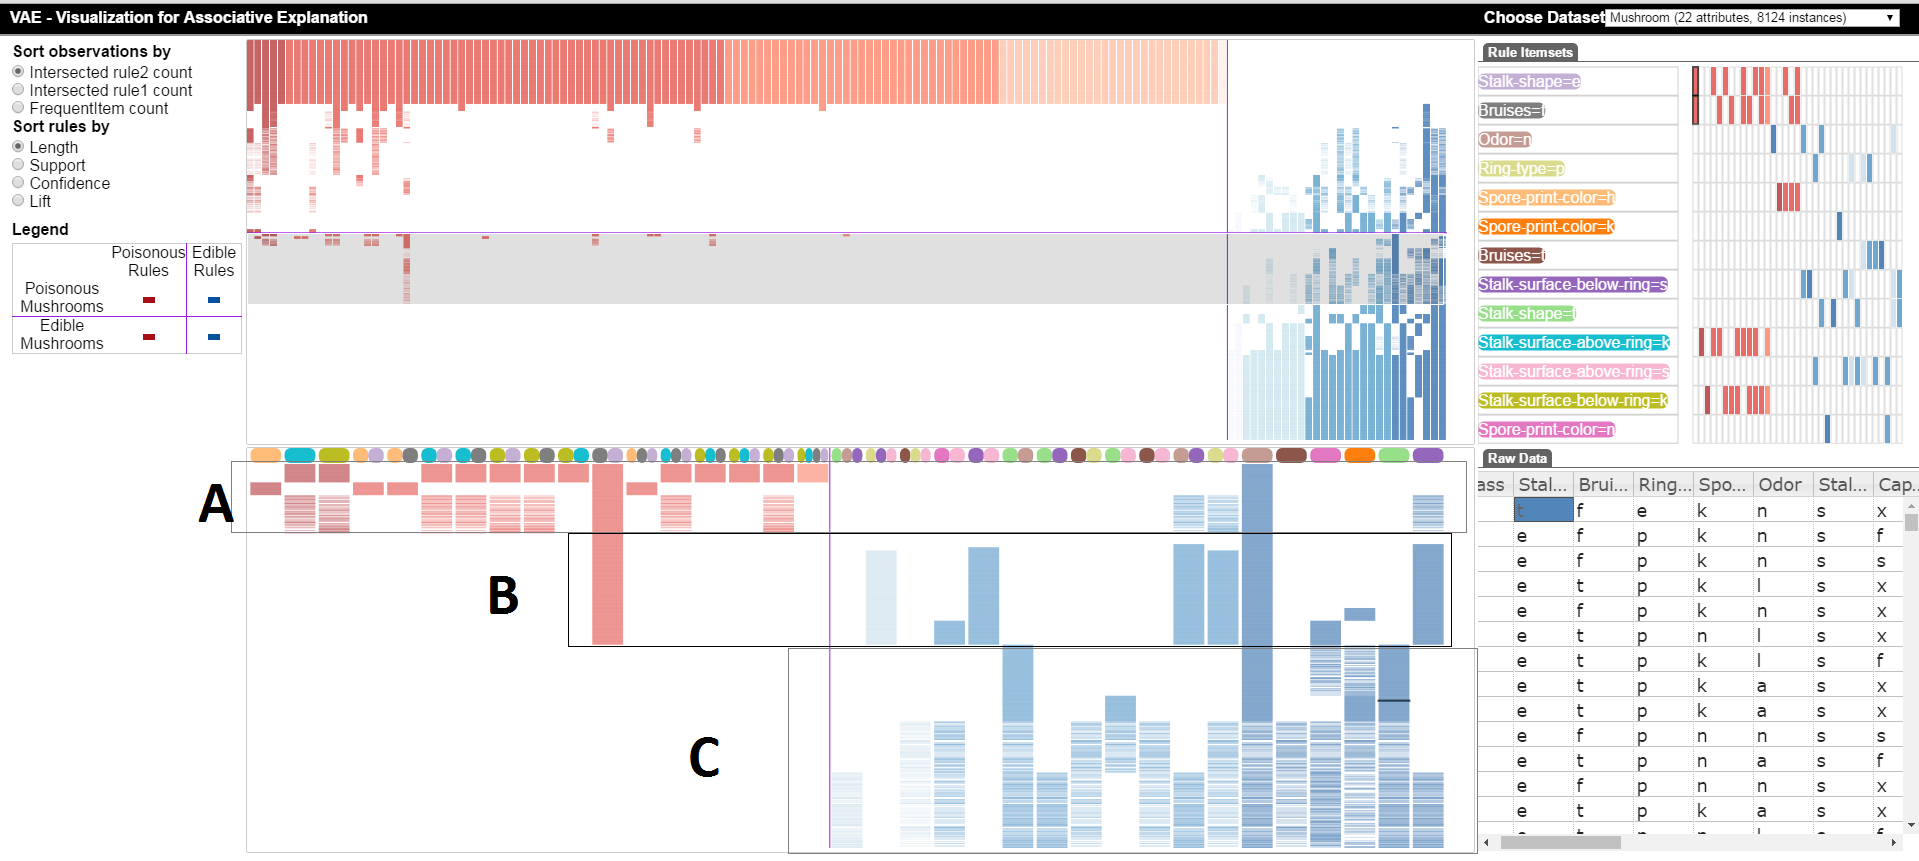 VAE - Visualization for Associative Explanation
Choose Dataset Mushroom (22 attributes, 8124 instances)
Sort observations by
Intersected rule2 count
Intersected rule1 count
FrequentItem count
Sort rules by
Length
Support
Confidence
Lift
Legend
Poisonous Rules
Edible Rules
Poisonous Mushrooms
Edible Mushrooms
A
B
C
Rule Itemsets
Stalk-shape=e
Bruises=f
Odor=n
Ring-type=p
Spore-print-color=h
Spore-print-color=k
Bruises=t
Stalk-surface-below-ring=s
Stalk-shape=t
Stalk-surface-above-ring=k
Stalk-surface-above-ring=s
Stalk-surface-below-ring=k
Spore-print-color=n
Raw Data
ass Stal... Brui... Ring... Spo... Odor Stal... Cap...
t f e k n s x
e f p k n s f
e f p k n s s
e t p k l s x
e f p k n s x
e t p n l s x
e t p k l s f
e t p k a s x
e t p k a s x
e f p n n s s
e t p n a s f
e f p n n s x
e t p k a s x